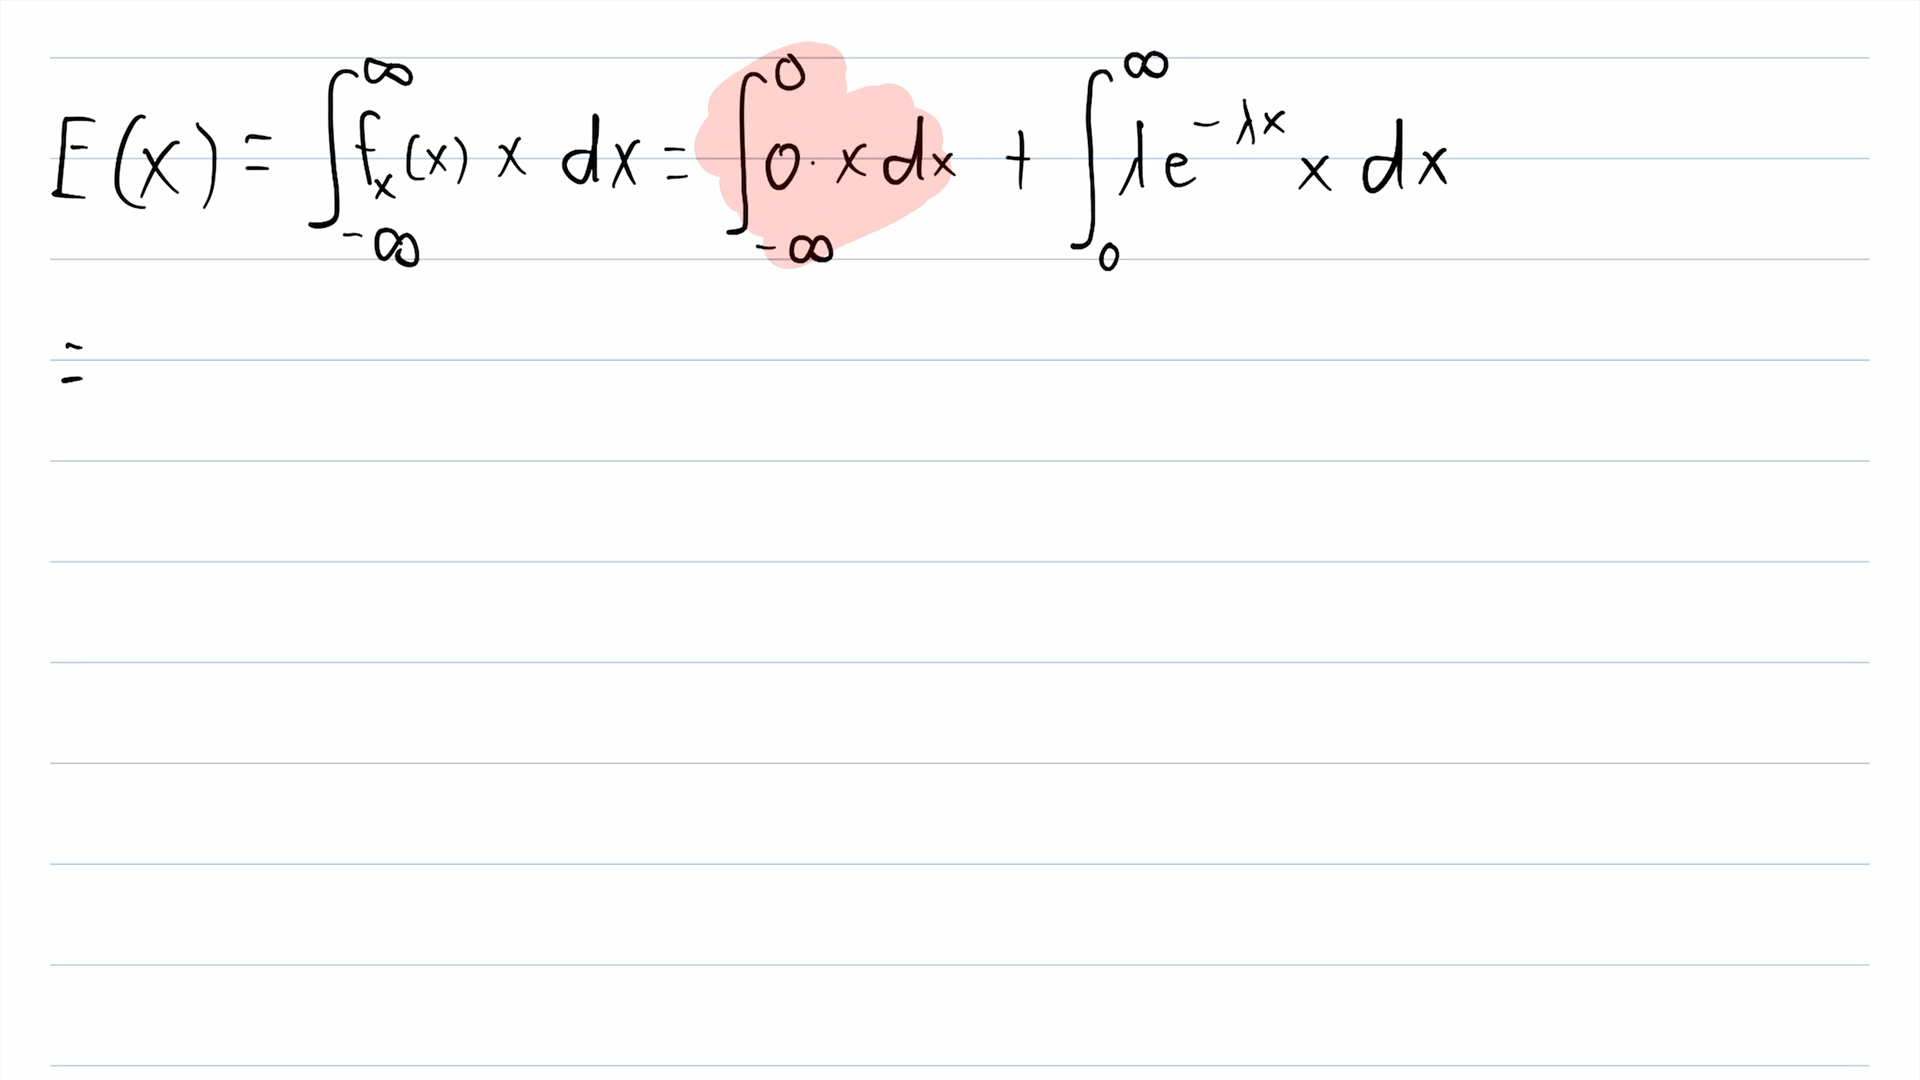 E(x) = ∫_{-∞}^{∞} f_x(x) x dx = ∫_{-∞}^{0} 0 · x dx + ∫_{0}^{∞} λe^{-λx} x dx
=